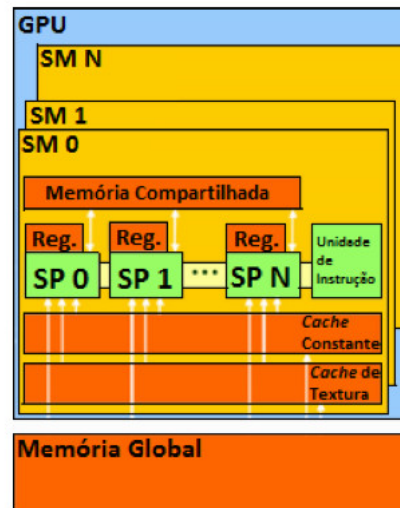 GPU
SM N
SM 1
SM 0
Memória Compartilhada
Reg. Reg. Reg.
SP 0 SP 1 ... SP N
Unidade
de
Instrução
Cache
Constante
Cache de
Textura
Memória Global